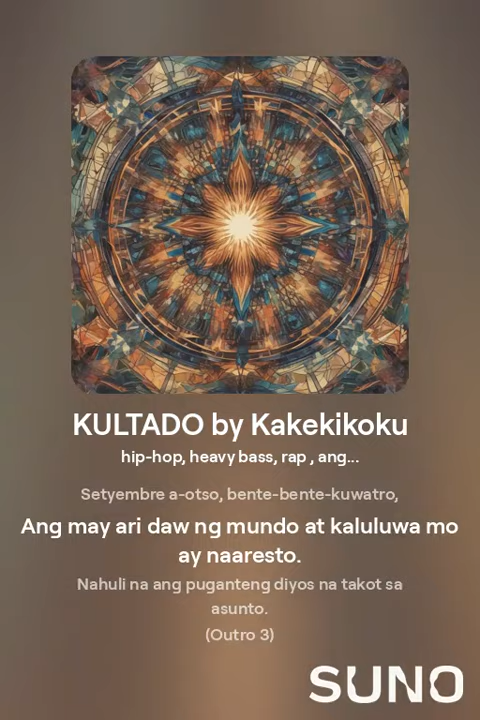 KULTADO by Kakekikoku
hip-hop, heavy bass, rap , ang...
Setyembre a-otso, bente-bente-kuwatro,
Ang may ari daw ng mundo at kaluluwa mo
ay naaresto.
Nahuli na ang puganteng diyos na takot sa
asunto.
(Outro 3)
SUNO